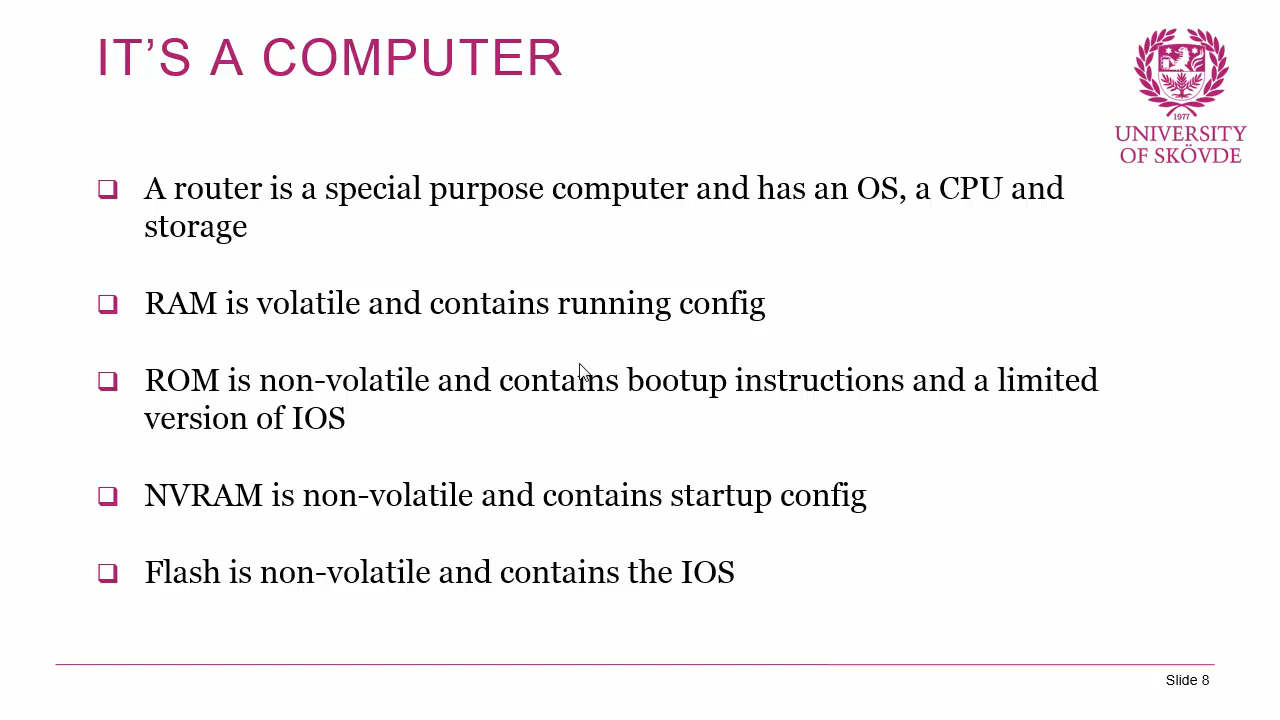 IT’S A COMPUTER
1977
UNIVERSITY
OF SKÖVDE
A router is a special purpose computer and has an OS, a CPU and
storage
RAM is volatile and contains running config
ROM is non-volatile and contains bootup instructions and a limited
version of IOS
NVRAM is non-volatile and contains startup config
Flash is non-volatile and contains the IOS
Slide 8